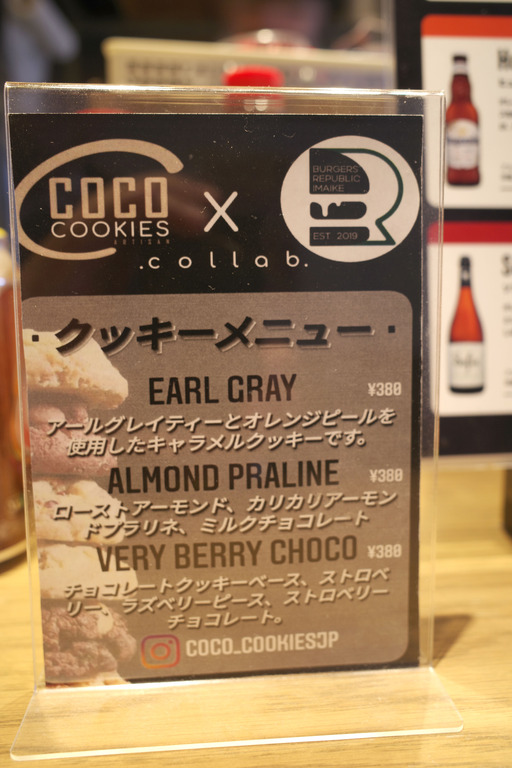 COCO
COOKIES
ARTISAN
X
BURGERS
REPUBLIC
IMAIKE
EST. 2019
.collab.
・クッキーメニュー・
EARL GRAY ¥380
アールグレイティーとオレンジピールを
使用したキャラメルクッキーです。
ALMOND PRALINE ¥380
ローストアーモンド、カリカリアーモン
ドプラリネ、ミルクチョコレート
VERY BERRY CHOCO ¥380
チョコレートクッキーベース、ストロベ
リー、ラズベリーピース、ストロベリー
チョコレート。
COCO_COOKIESJP